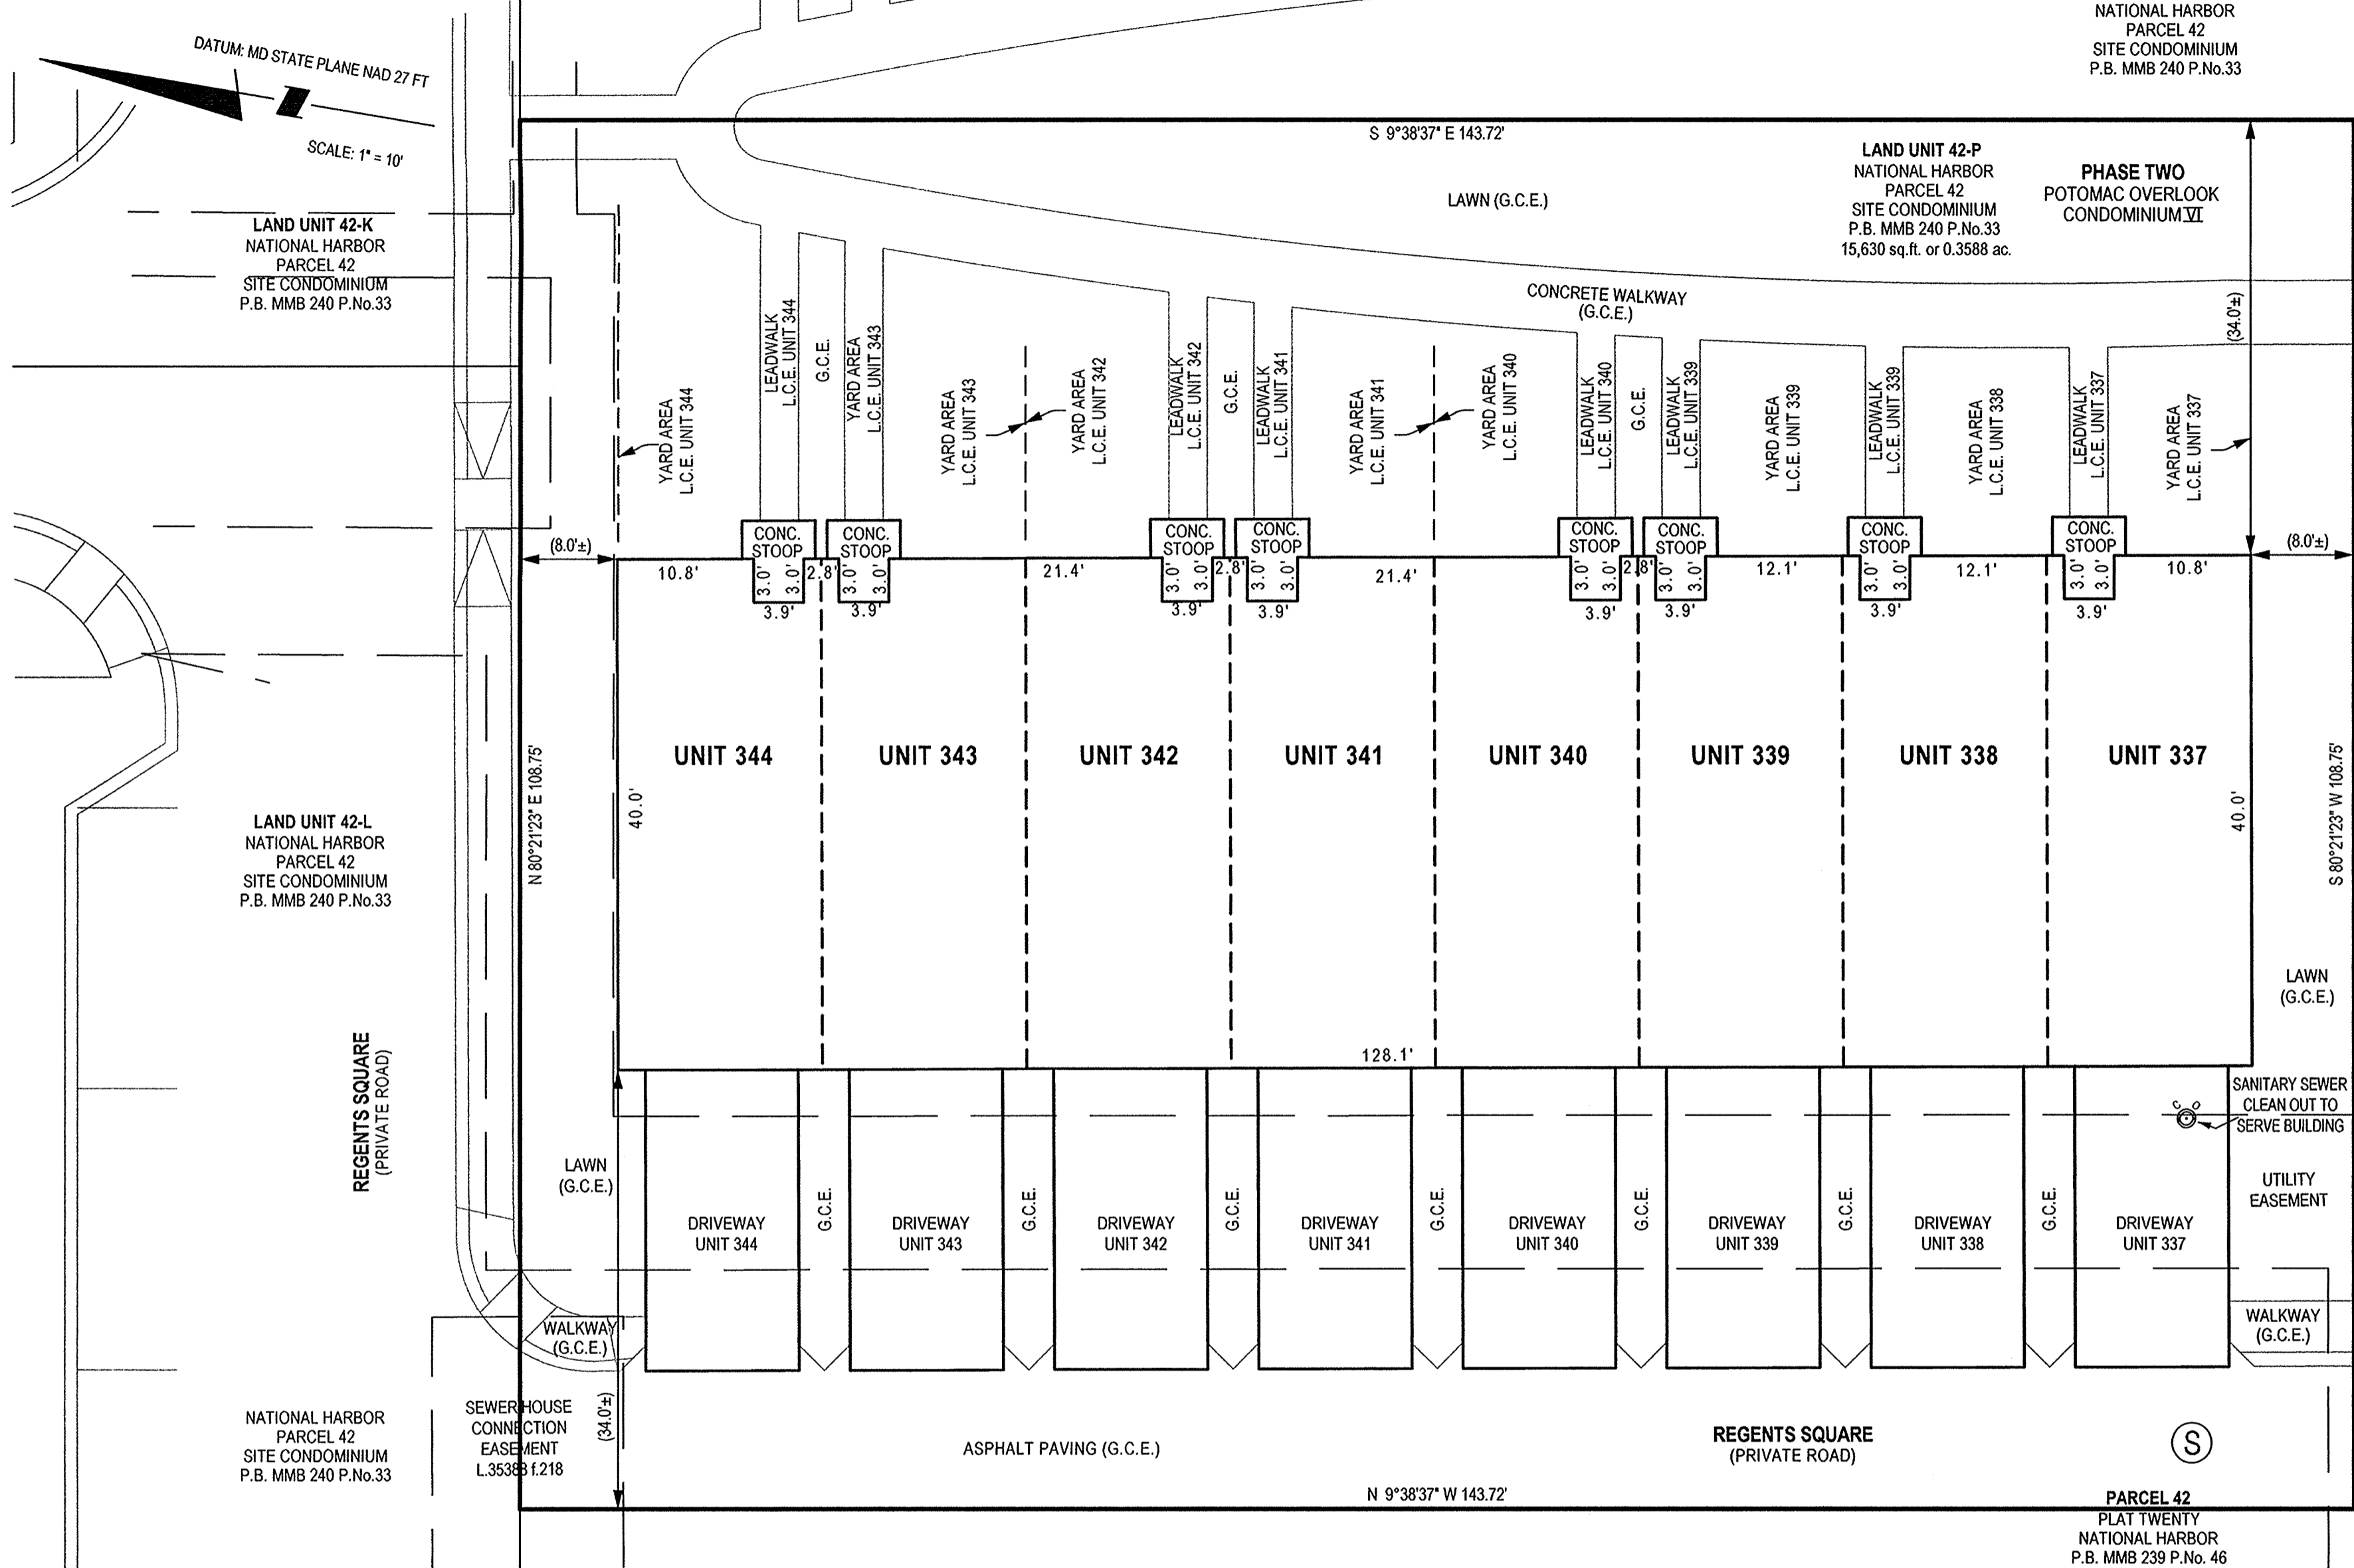 NATIONAL HARBOR
PARCEL 42
SITE CONDOMINIUM
P.B. MMB 240 P.No.33
DATUM: MD STATE PLANE NAD 27 FT
SCALE: 1" = 10'
S 9°38'37" E 143.72'
LAND UNIT 42-P
NATIONAL HARBOR
PARCEL 42
SITE CONDOMINIUM
P.B. MMB 240 P.No.33
15,630 sq.ft. or 0.3588 ac.
PHASE TWO
POTOMAC OVERLOOK
CONDOMINIUM VI
LAWN (G.C.E.)
LAND UNIT 42-K
NATIONAL HARBOR
PARCEL 42
SITE CONDOMINIUM
P.B. MMB 240 P.No.33
CONCRETE WALKWAY
(G.C.E.)
(34.0'±)
YARD AREA
L.C.E. UNIT 344
LEADWALK
L.C.E. UNIT 344
G.C.E.
YARD AREA
L.C.E. UNIT 343
YARD AREA
L.C.E. UNIT 343
YARD AREA
L.C.E. UNIT 342
LEADWALK
L.C.E. UNIT 342
G.C.E.
LEADWALK
L.C.E. UNIT 341
YARD AREA
L.C.E. UNIT 341
YARD AREA
L.C.E. UNIT 340
LEADWALK
L.C.E. UNIT 340
G.C.E.
LEADWALK
L.C.E. UNIT 339
YARD AREA
L.C.E. UNIT 339
LEADWALK
L.C.E. UNIT 339
YARD AREA
L.C.E. UNIT 338
LEADWALK
L.C.E. UNIT 337
YARD AREA
L.C.E. UNIT 337
(8.0'±)
CONC.
STOOP
CONC.
STOOP
CONC.
STOOP
CONC.
STOOP
CONC.
STOOP
CONC.
STOOP
CONC.
STOOP
CONC.
STOOP
(8.0'±)
10.8'
3.0'
3.0'
3.9'
2.8'
3.0'
3.0'
3.9'
21.4'
3.0'
3.0'
3.9'
2.8'
3.0'
3.0'
3.9'
21.4'
3.0'
3.0'
3.9'
2.8'
3.0'
3.0'
3.9'
12.1'
3.0'
3.0'
3.9'
12.1'
3.0'
3.0'
3.9'
10.8'
N 80°21'23" E 108.75'
40.0'
UNIT 344
UNIT 343
UNIT 342
UNIT 341
UNIT 340
UNIT 339
UNIT 338
UNIT 337
40.0'
S 80°21'23" W 108.75'
LAND UNIT 42-L
NATIONAL HARBOR
PARCEL 42
SITE CONDOMINIUM
P.B. MMB 240 P.No.33
LAWN
(G.C.E.)
128.1'
REGENTS SQUARE
(PRIVATE ROAD)
SANITARY SEWER
CLEAN OUT TO
SERVE BUILDING
C O
LAWN
(G.C.E.)
UTILITY
EASEMENT
DRIVEWAY
UNIT 344
G.C.E.
DRIVEWAY
UNIT 343
G.C.E.
DRIVEWAY
UNIT 342
G.C.E.
DRIVEWAY
UNIT 341
G.C.E.
DRIVEWAY
UNIT 340
G.C.E.
DRIVEWAY
UNIT 339
G.C.E.
DRIVEWAY
UNIT 338
G.C.E.
DRIVEWAY
UNIT 337
WALKWAY
(G.C.E.)
WALKWAY
(G.C.E.)
NATIONAL HARBOR
PARCEL 42
SITE CONDOMINIUM
P.B. MMB 240 P.No.33
SEWER HOUSE
CONNECTION
EASEMENT
L.35388 f.218
(34.0'±)
ASPHALT PAVING (G.C.E.)
REGENTS SQUARE
(PRIVATE ROAD)
S
N 9°38'37" W 143.72'
PARCEL 42
PLAT TWENTY
NATIONAL HARBOR
P.B. MMB 239 P.No. 46